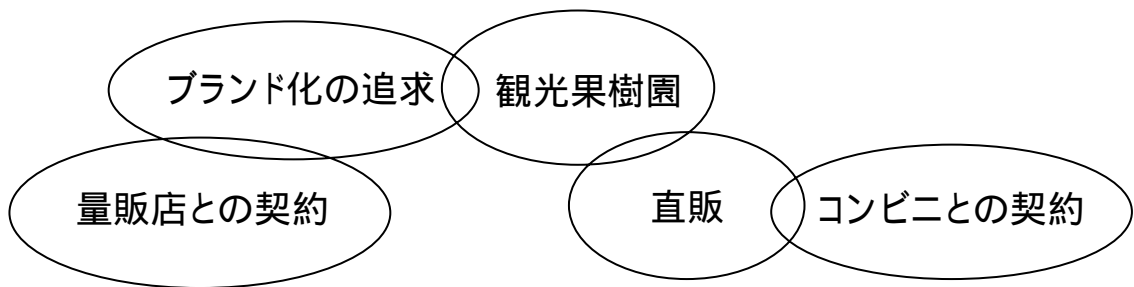 ブランド化の追求
観光果樹園
量販店との契約
直販
コンビニとの契約